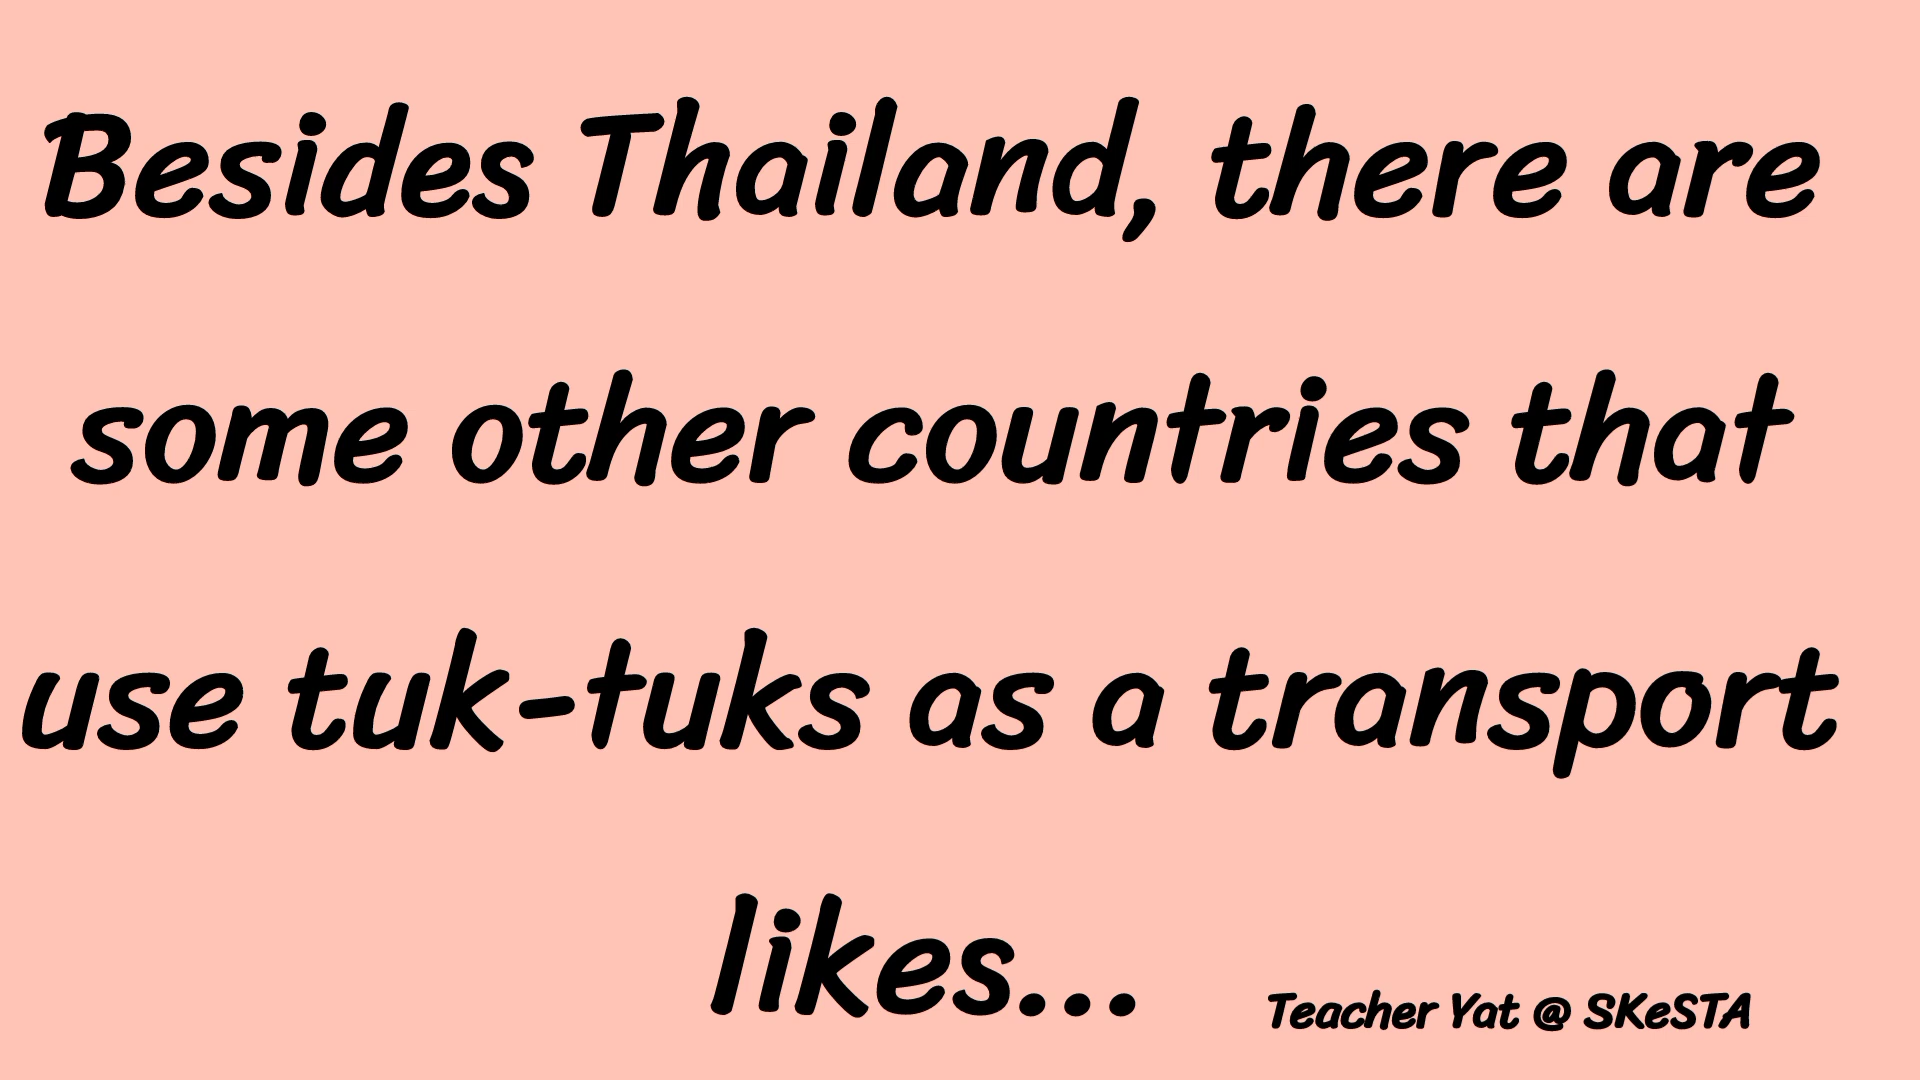 Besides Thailand, there are
some other countries that
use tuk-tuks as a transport
likes...
Teacher Yat @ SKeSTA